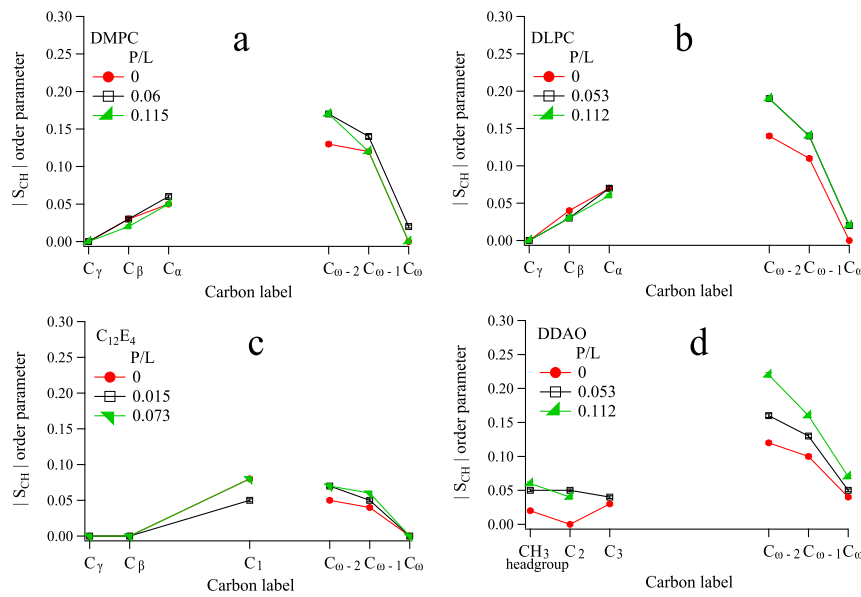 a
DMPC
P/L
0
0.06
0.115
| S_CH | order parameter
0.30
0.25
0.20
0.15
0.10
0.05
0.00
Cγ Cβ Cα Cω - 2 Cω - 1 Cω
Carbon label
b
DLPC
P/L
0
0.053
0.112
| S_CH | order parameter
0.30
0.25
0.20
0.15
0.10
0.05
0.00
Cγ Cβ Cα Cω - 2 Cω - 1 Cω
Carbon label
c
C₁₂E₄
P/L
0
0.015
0.073
| S_CH | order parameter
0.30
0.25
0.20
0.15
0.10
0.05
0.00
Cγ Cβ C₁ Cω - 2 Cω - 1 Cω
Carbon label
d
DDAO
P/L
0
0.053
0.112
| S_CH | order parameter
0.30
0.25
0.20
0.15
0.10
0.05
0.00
CH₃ C₂ C₃ Cω - 2 Cω - 1 Cω
headgroup
Carbon label